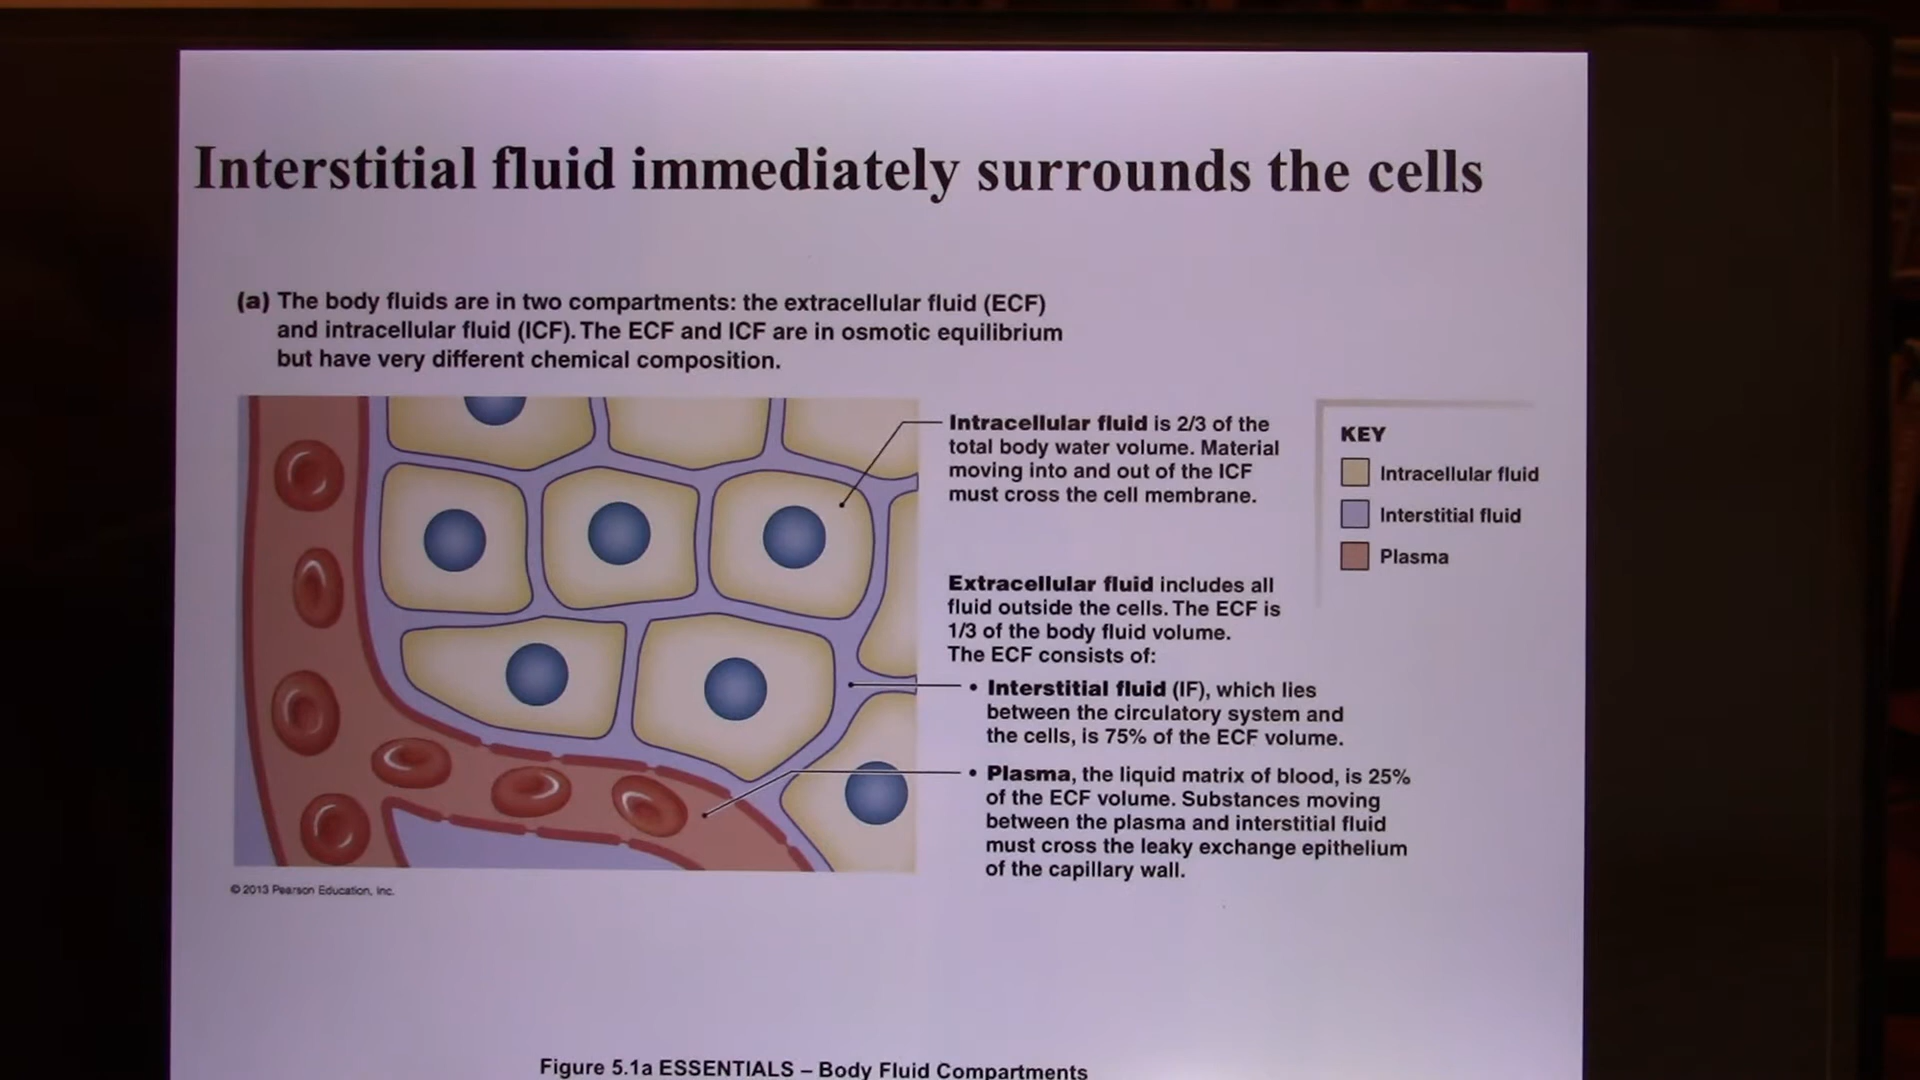 Interstitial fluid immediately surrounds the cells
(a) The body fluids are in two compartments: the extracellular fluid (ECF)
and intracellular fluid (ICF). The ECF and ICF are in osmotic equilibrium
but have very different chemical composition.
Intracellular fluid is 2/3 of the
total body water volume. Material
moving into and out of the ICF
must cross the cell membrane.
KEY
Intracellular fluid
Interstitial fluid
Plasma
Extracellular fluid includes all
fluid outside the cells. The ECF is
1/3 of the body fluid volume.
The ECF consists of:
• Interstitial fluid (IF), which lies
between the circulatory system and
the cells, is 75% of the ECF volume.
• Plasma, the liquid matrix of blood, is 25%
of the ECF volume. Substances moving
between the plasma and interstitial fluid
must cross the leaky exchange epithelium
of the capillary wall.
© 2013 Pearson Education, Inc.
Figure 5.1a ESSENTIALS – Body Fluid Compartments